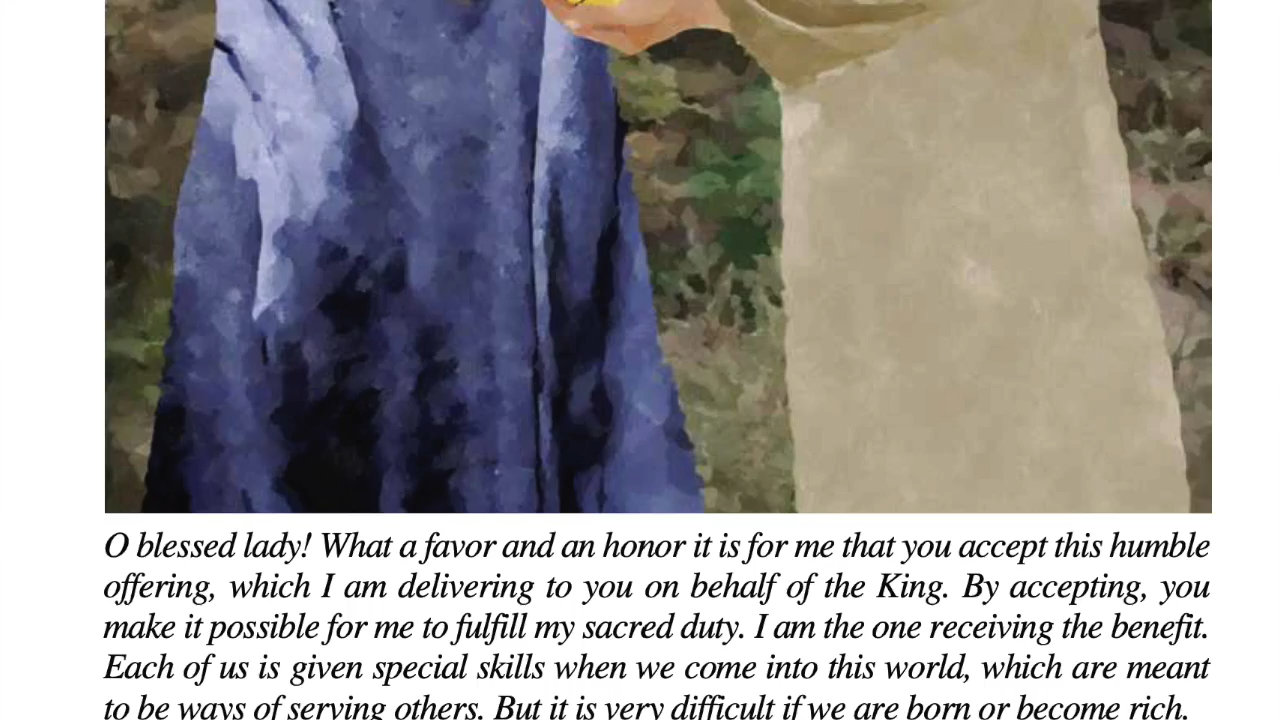 O blessed lady! What a favor and an honor it is for me that you accept this humble
offering, which I am delivering to you on behalf of the King. By accepting, you
make it possible for me to fulfill my sacred duty. I am the one receiving the benefit.
Each of us is given special skills when we come into this world, which are meant
to be ways of serving others. But it is very difficult if we are born or become rich.